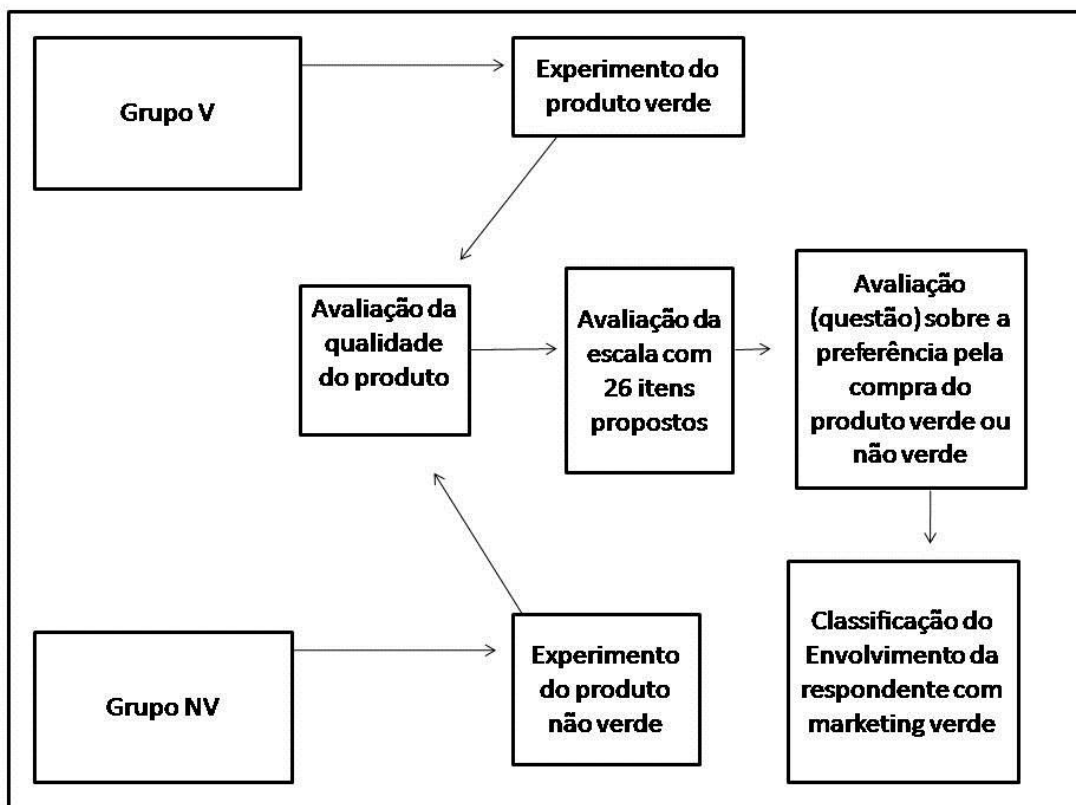 Grupo V
Experimento do
produto verde
Avaliação da
qualidade
do produto
Avaliação da
escala com
26 itens
propostos
Avaliação
(questão) sobre a
preferência pela
compra do
produto verde ou
não verde
Grupo NV
Experimento
do produto
não verde
Classificação do
Envolvimento da
respondente com
marketing verde